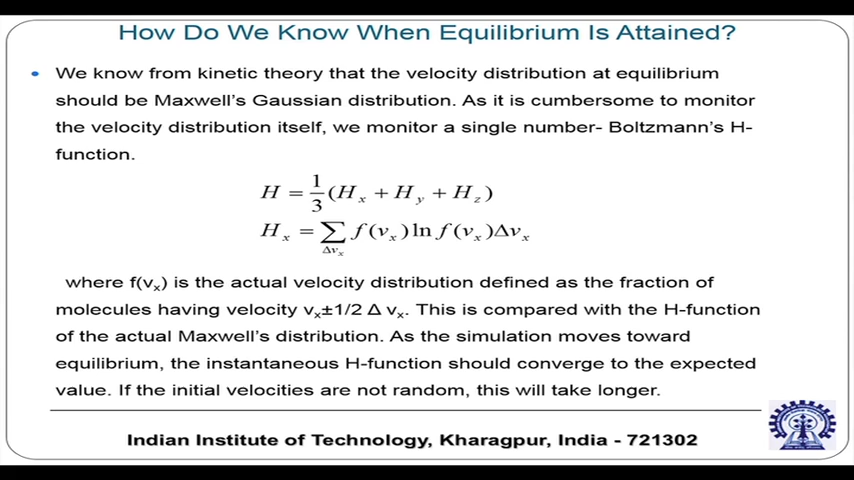 How Do We Know When Equilibrium Is Attained?
• We know from kinetic theory that the velocity distribution at equilibrium
should be Maxwell's Gaussian distribution. As it is cumbersome to monitor
the velocity distribution itself, we monitor a single number- Boltzmann's H-
function.
H = 1/3 (Hₓ + H_y + H_z)
Hₓ = ∑_{Δvₓ} f(vₓ) ln f(vₓ)Δvₓ
where f(vₓ) is the actual velocity distribution defined as the fraction of
molecules having velocity vₓ±1/2 Δ vₓ. This is compared with the H-function
of the actual Maxwell's distribution. As the simulation moves toward
equilibrium, the instantaneous H-function should converge to the expected
value. If the initial velocities are not random, this will take longer.
Indian Institute of Technology, Kharagpur, India - 721302